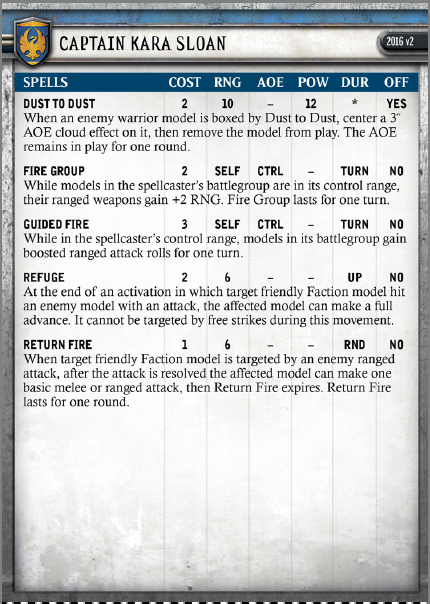 CAPTAIN KARA SLOAN
2016 v2
SPELLS COST RNG AOE POW DUR OFF
DUST TO DUST 2 10 – 12 * YES
When an enemy warrior model is boxed by Dust to Dust, center a 3˝
AOE cloud effect on it, then remove the model from play. The AOE
remains in play for one round.
FIRE GROUP 2 SELF CTRL – TURN NO
While models in the spellcaster's battlegroup are in its control range,
their ranged weapons gain +2 RNG. Fire Group lasts for one turn.
GUIDED FIRE 3 SELF CTRL – TURN NO
While in the spellcaster's control range, models in its battlegroup gain
boosted ranged attack rolls for one turn.
REFUGE 2 6 – – UP NO
At the end of an activation in which target friendly Faction model hit
an enemy model with an attack, the affected model can make a full
advance. It cannot be targeted by free strikes during this movement.
RETURN FIRE 1 6 – – RND NO
When target friendly Faction model is targeted by an enemy ranged
attack, after the attack is resolved the affected model can make one
basic melee or ranged attack, then Return Fire expires. Return Fire
lasts for one round.